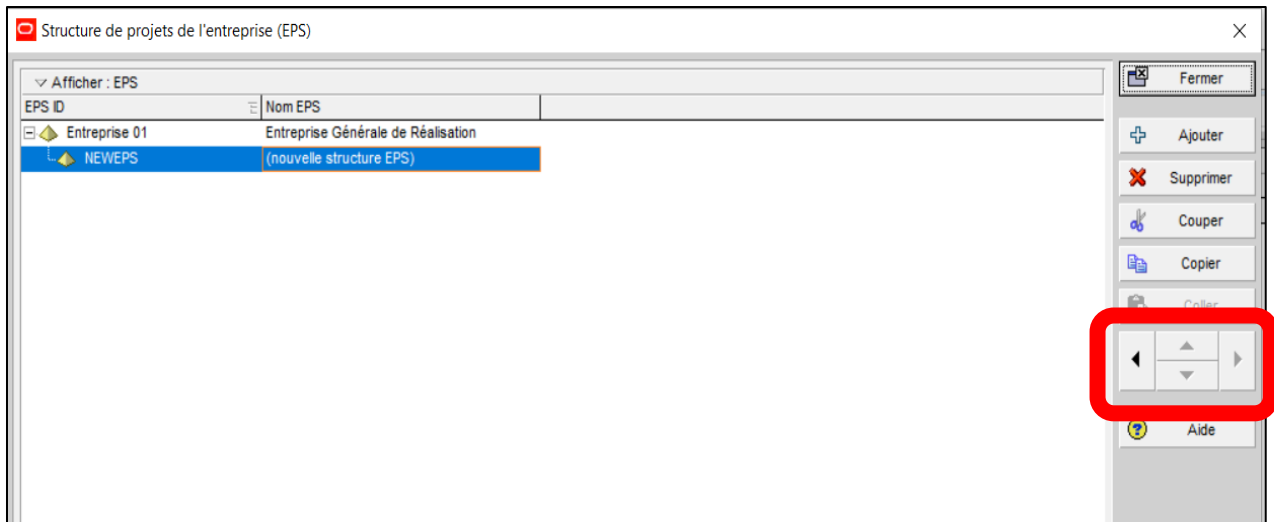 Structure de projets de l'entreprise (EPS)
Afficher : EPS
EPS ID Nom EPS
Entreprise 01 Entreprise Générale de Réalisation
NEWEPS (nouvelle structure EPS)
Fermer
Ajouter
Supprimer
Couper
Copier
Coller
Aide